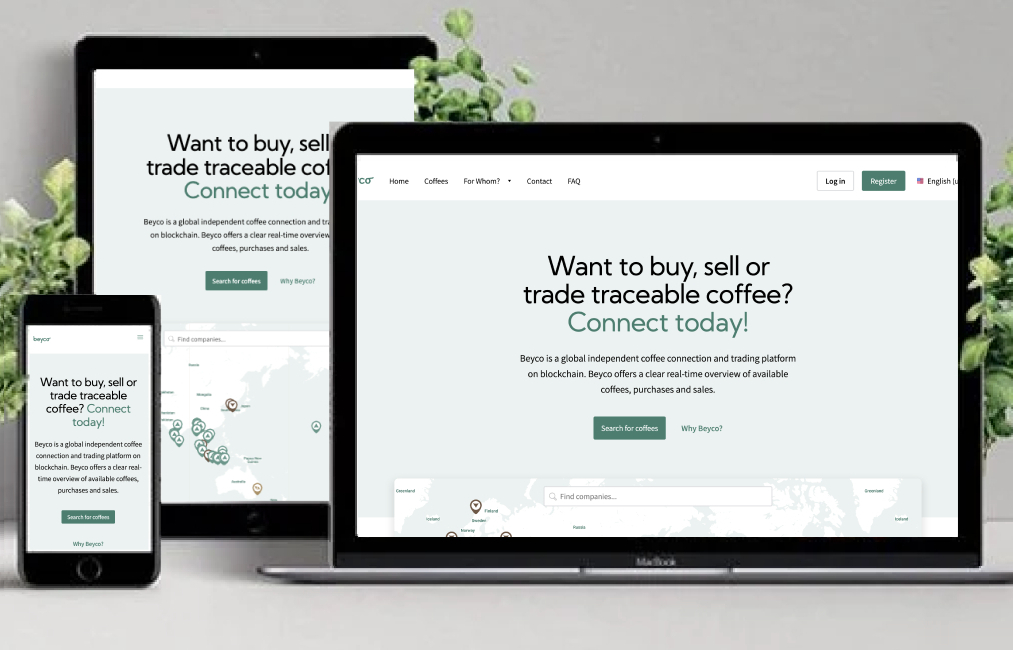 Want to buy, sell
trade traceable cof
Connect today
Beyco is a global independent coffee connection and tra
on blockchain. Beyco offers a clear real-time overview
coffees, purchases and sales.
Search for coffees
Why Beyco?
Find companies...
Russia
Mongolia
China
Japan
Australia
beyco
Want to buy, sell or
trade traceable
coffee? Connect
today!
Beyco is a global independent coffee
connection and trading platform on
blockchain. Beyco offers a clear real-
time overview of available coffees,
purchases and sales.
Search for coffees
Why Beyco?
yco
Home
Coffees
For Whom?
Contact
FAQ
Log in
Register
English (u
Want to buy, sell or
trade traceable coffee?
Connect today!
Beyco is a global independent coffee connection and trading platform
on blockchain. Beyco offers a clear real-time overview of available
coffees, purchases and sales.
Search for coffees
Why Beyco?
Find companies...
Greenland
Iceland
Finland
Sweden
Norway
Russia
Greenland
Iceland
MacBook